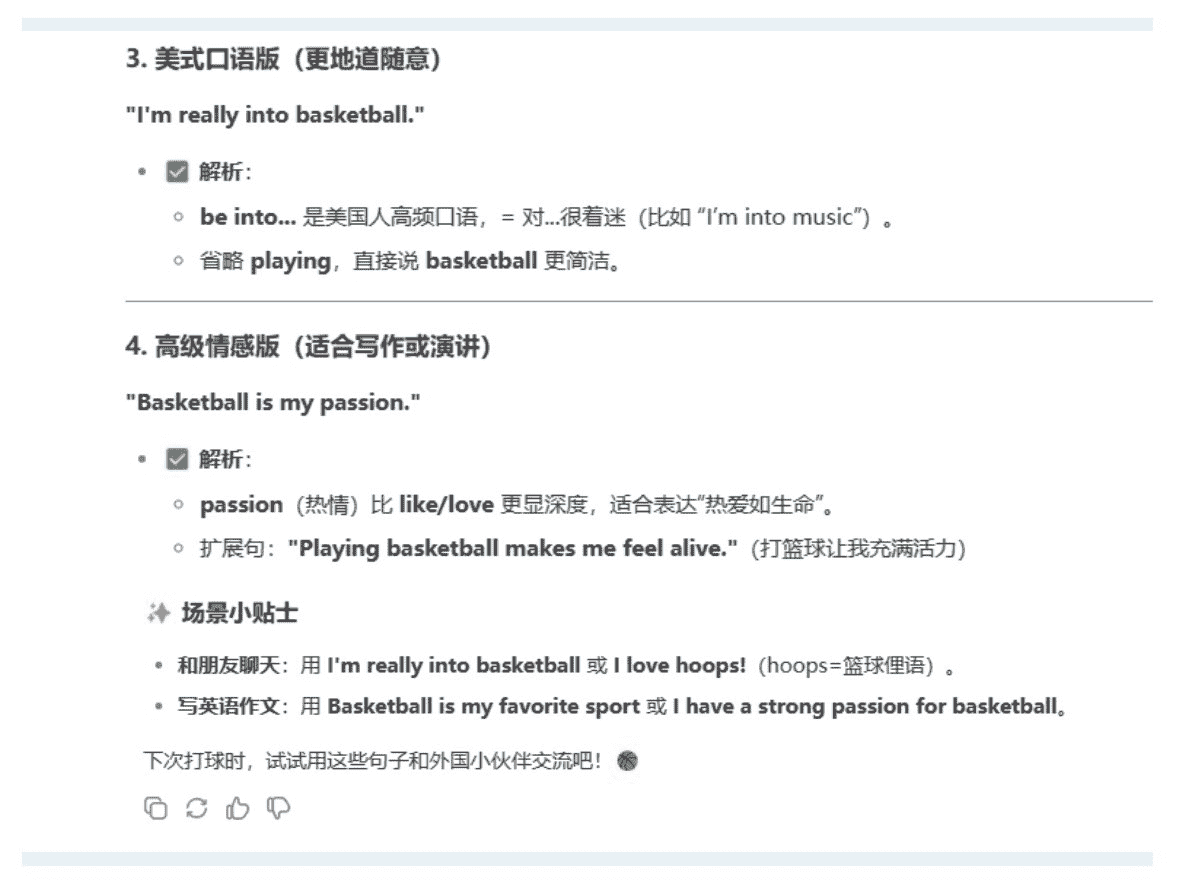 3. 美式口语版（更地道随意）
"I'm really into basketball."
• ☑ 解析：
○ be into... 是美国人高频口语，= 对...很着迷（比如 “I’m into music”）。
○ 省略 playing，直接说 basketball 更简洁。
4. 高级情感版（适合写作或演讲）
"Basketball is my passion."
• ☑ 解析：
○ passion（热情）比 like/love 更显深度，适合表达“热爱如生命”。
○ 扩展句："Playing basketball makes me feel alive."（打篮球让我充满活力）
✨ 场景小贴士
• 和朋友聊天：用 I'm really into basketball 或 I love hoops!（hoops=篮球俚语）。
• 写英语作文：用 Basketball is my favorite sport 或 I have a strong passion for basketball。
下次打球时，试试用这些句子和外国小伙伴交流吧！🏀